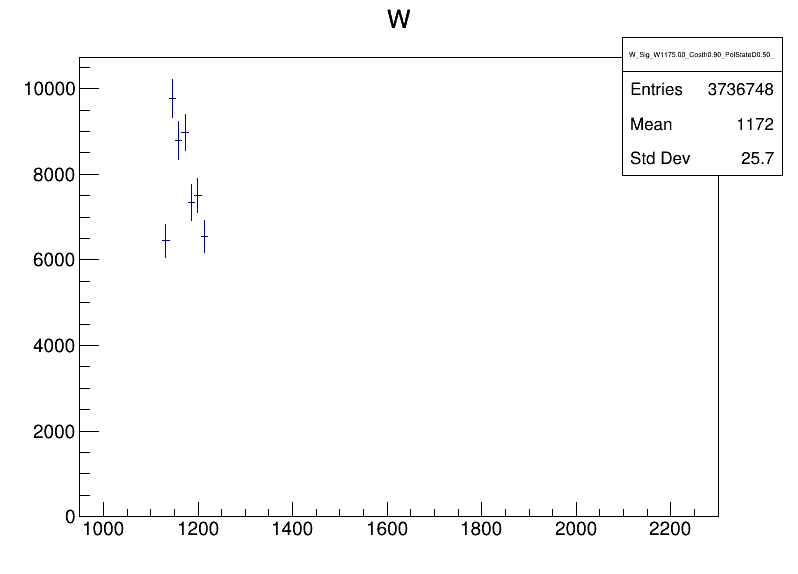 W
W_Sig_W1175.00_Costh0.90_PolStateD0.50_
Entries 3736748
Mean 1172
Std Dev 25.7
10000
8000
6000
4000
2000
0
1000 1200 1400 1600 1800 2000 2200